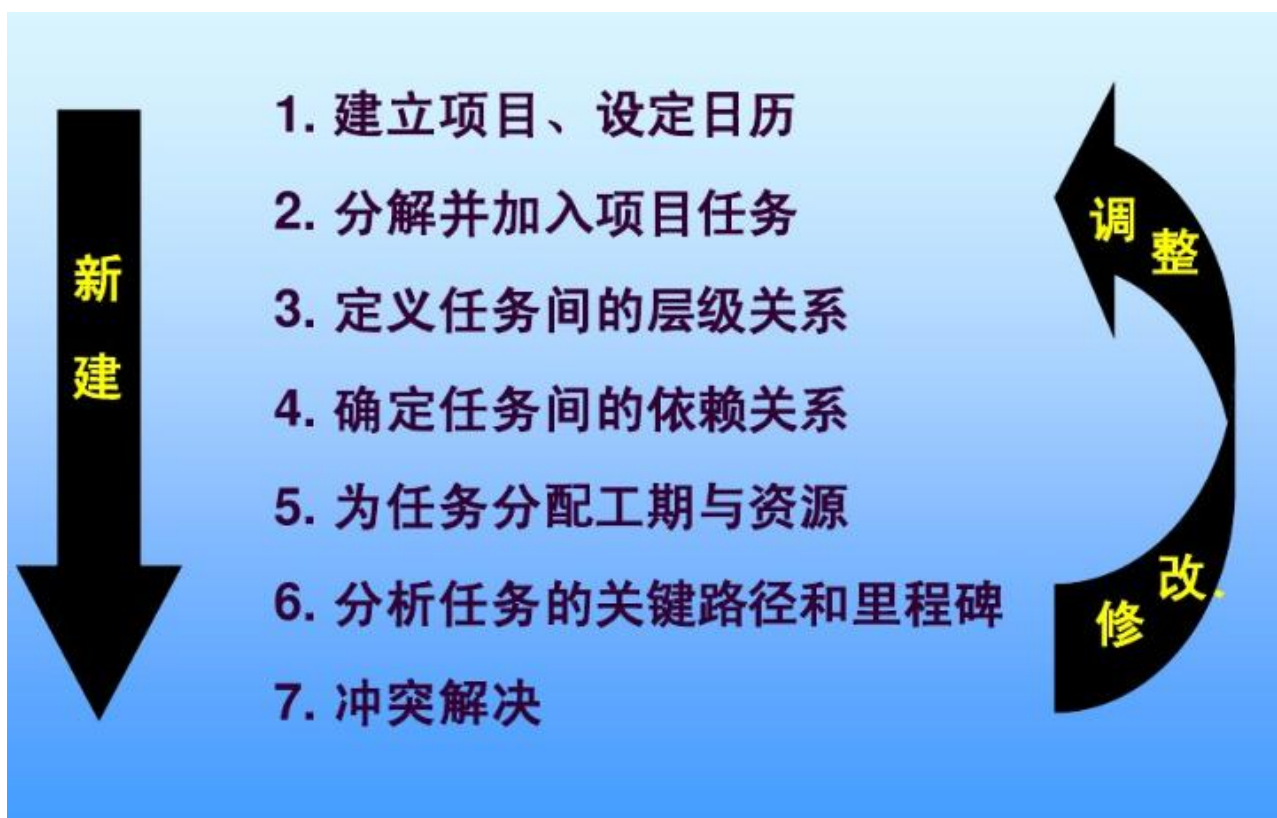 新建
1. 建立项目、设定日历
2. 分解并加入项目任务
3. 定义任务间的层级关系
4. 确定任务间的依赖关系
5. 为任务分配工期与资源
6. 分析任务的关键路径和里程碑
7. 冲突解决
调整
修改.